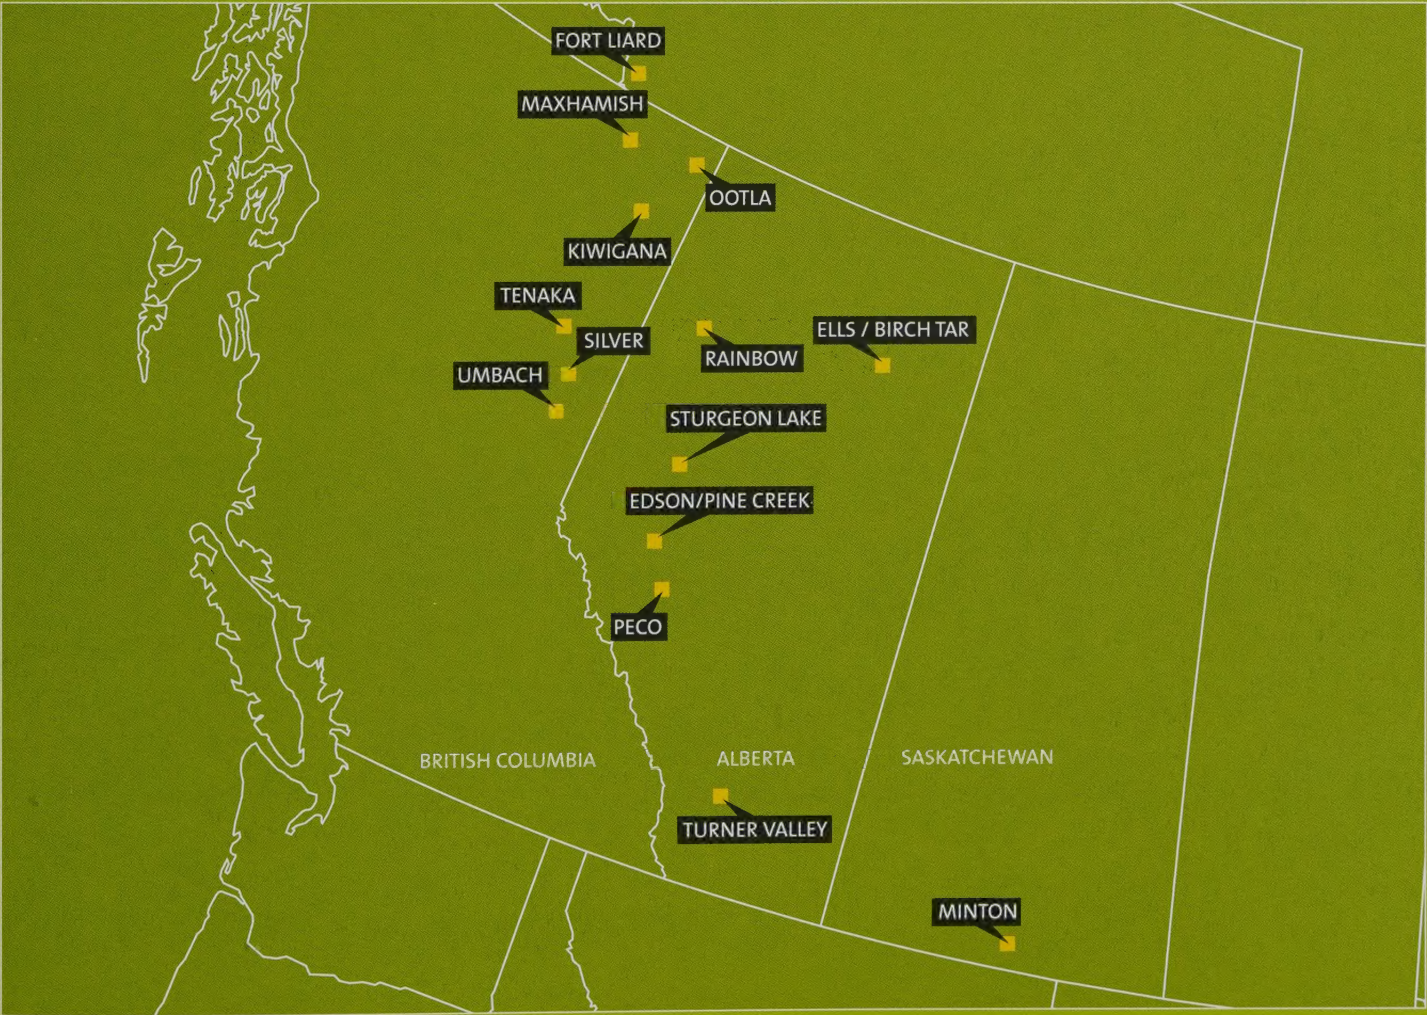 FORT LIARD
MAXHAMISH
OOTLA
KIWIGANA
TENAKA
SILVER
ELLS / BIRCH TAR
RAINBOW
UMBACH
STURGEON LAKE
EDSON/PINE CREEK
PECO
BRITISH COLUMBIA
ALBERTA
SASKATCHEWAN
TURNER VALLEY
MINTON